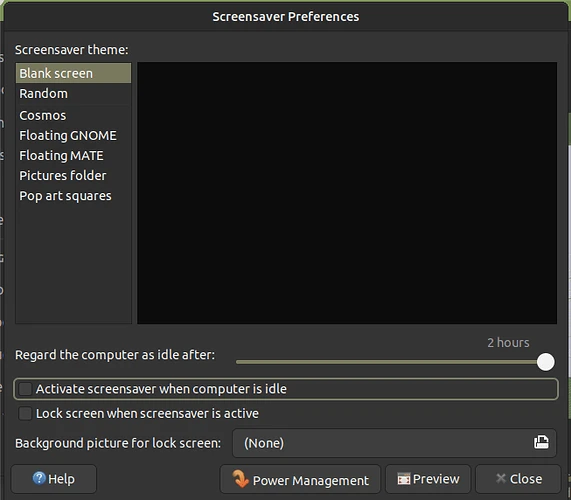 Screensaver Preferences
Screensaver theme:
Blank screen
Random
Cosmos
Floating GNOME
Floating MATE
Pictures folder
Pop art squares
2 hours
Regard the computer as idle after:
Activate screensaver when computer is idle
Lock screen when screensaver is active
Background picture for lock screen: (None)
Help Power Management Preview Close